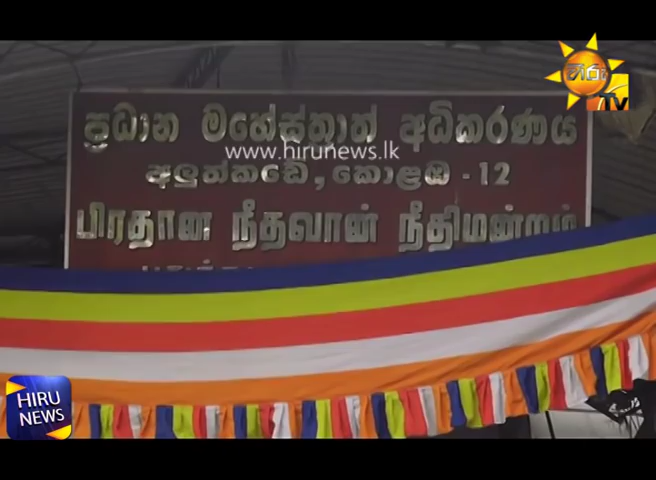 හිරු
TV
ප්‍රධාන මහේස්ත්‍රාත් අධිකරණය
www.hirunews.lk
අලුත්කඩේ, කොළඹ - 12
பிரதான நீதவான் நீதிமன்றம்
HIRU
NEWS